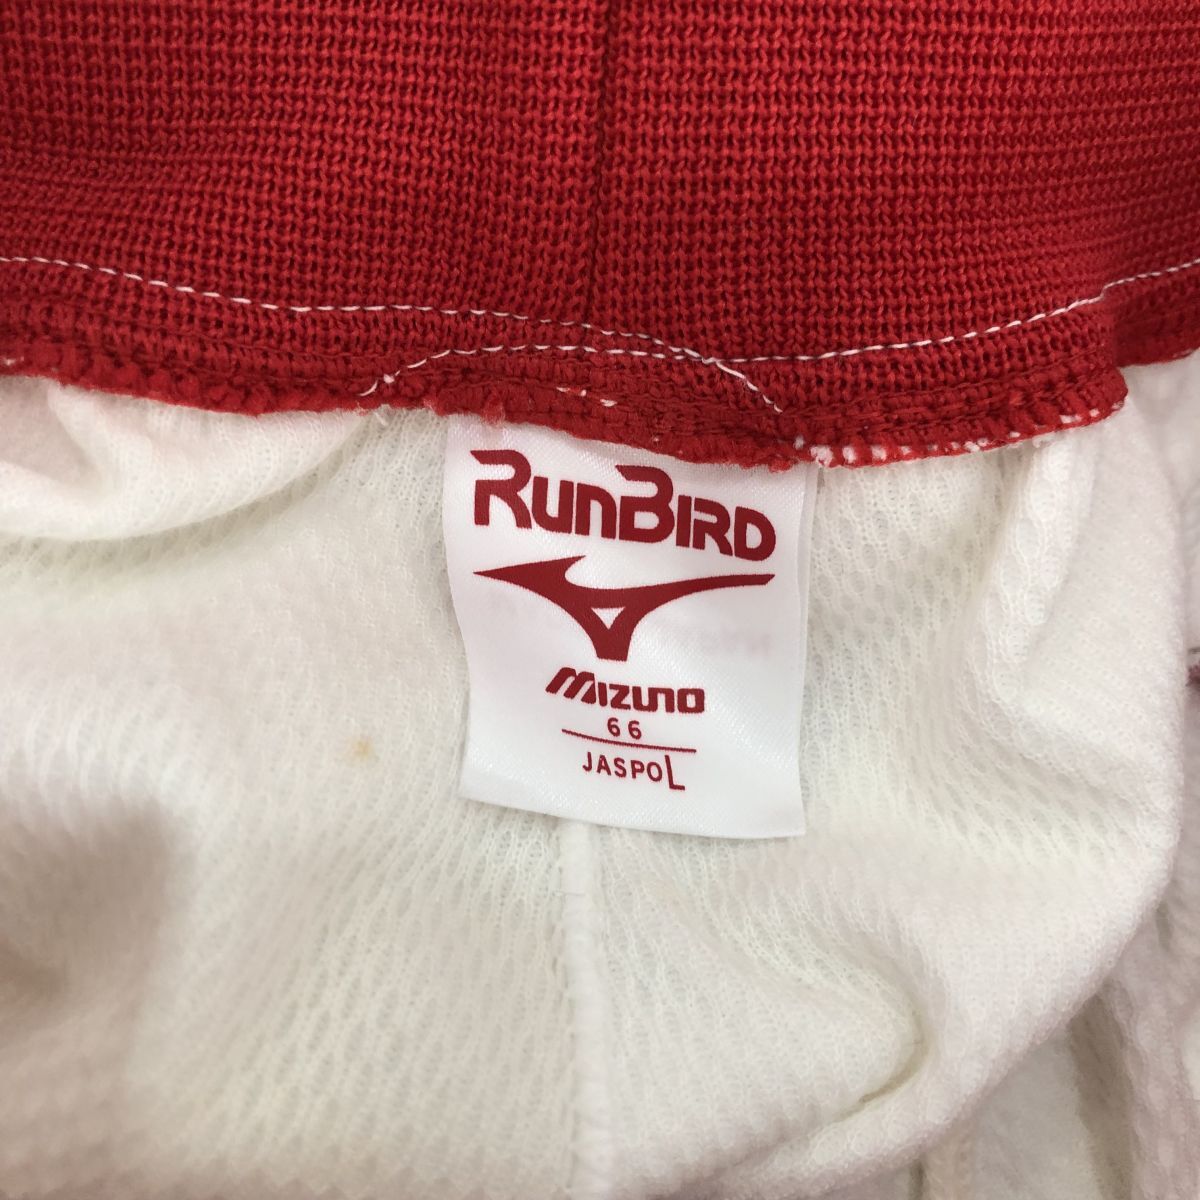 RunBIRD
MIZUNO
66
JASPO L